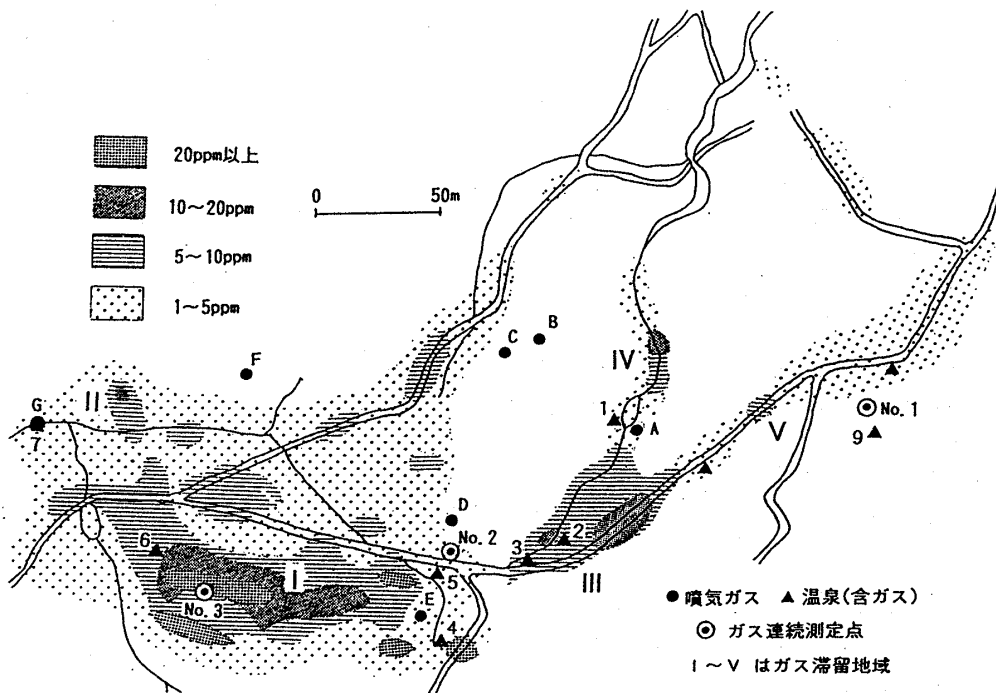 20ppm以上
10～20ppm
5～10ppm
1～5ppm
0 50m
F
C
B
IV
II
G
7
1
A
No. 1
V
9
D
No. 2
6
I
3
2
III
5
No. 3
E
4
●噴気ガス ▲温泉(含ガス)
◎ ガス連続測定点
I～V はガス滞留地域